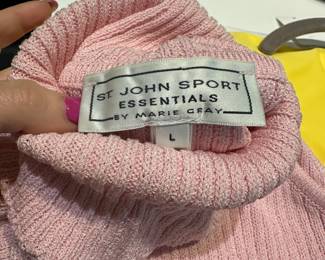 ST. JOHN SPORT
ESSENTIALS
BY MARIE GRAY
L